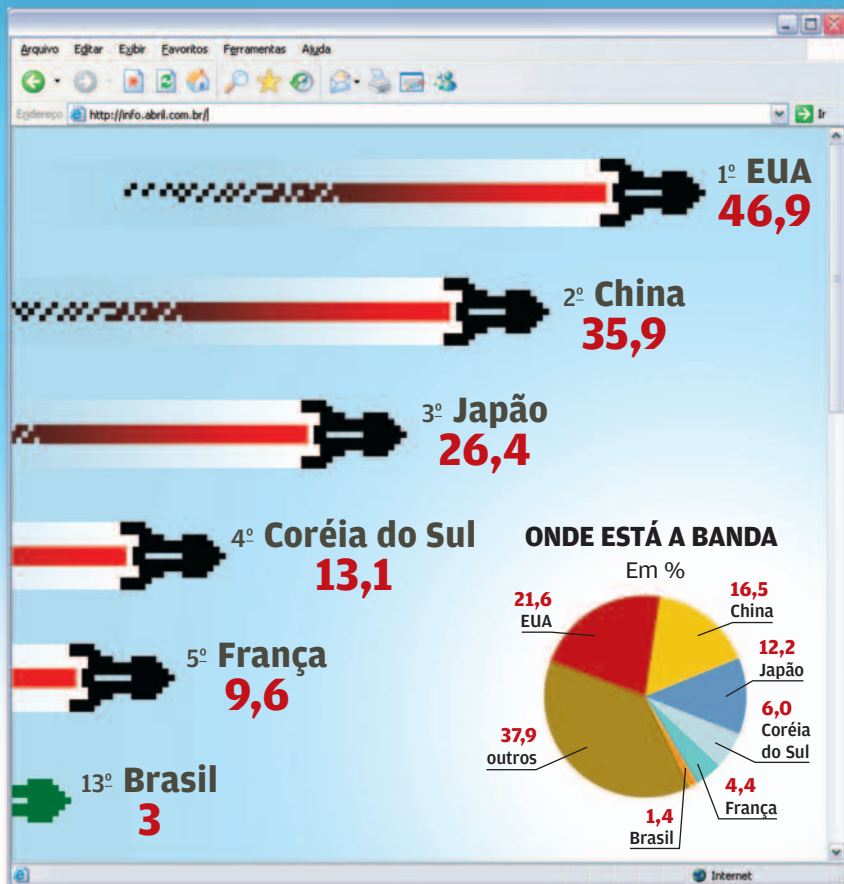 Arquivo Editar Exibir Favoritos Ferramentas Ajuda
Endereço http://info.abril.com.br/ Ir
1º EUA
46,9
2º China
35,9
3º Japão
26,4
4º Coréia do Sul
13,1
5º França
9,6
13º Brasil
3
ONDE ESTÁ A BANDA
Em %
21,6
EUA
16,5
China
12,2
Japão
6,0
Coréia
do Sul
4,4
França
1,4
Brasil
37,9
outros
Internet